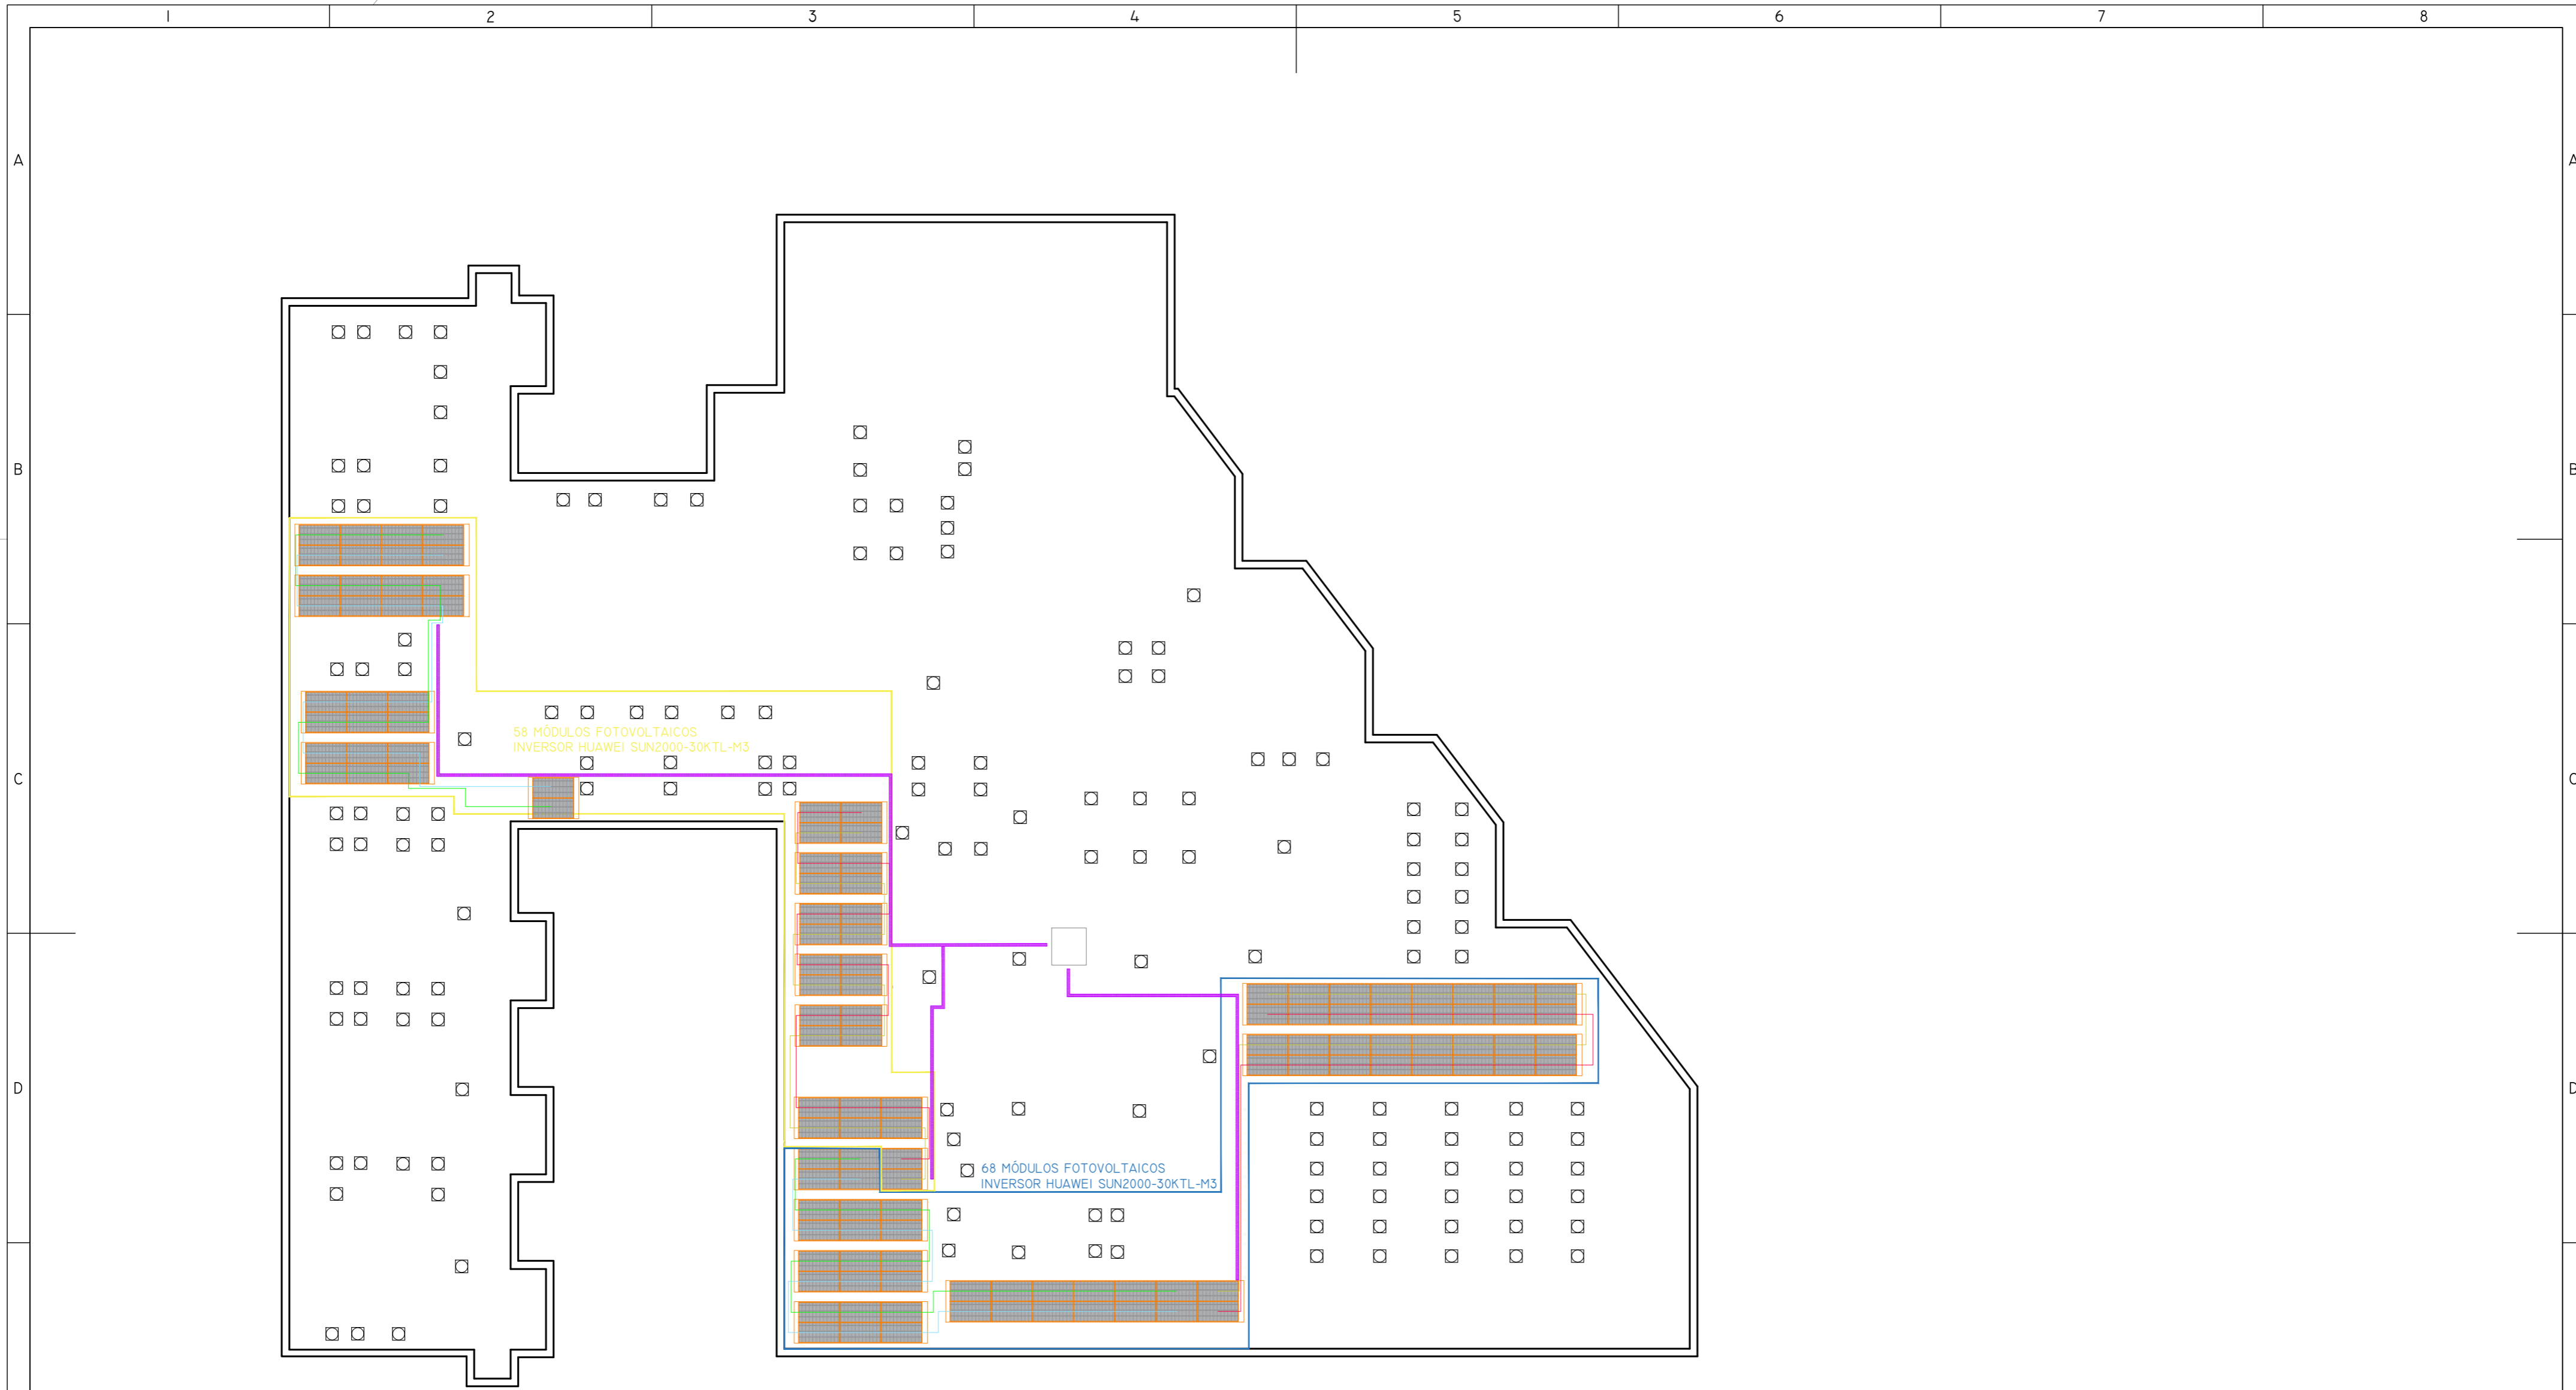 1 2 3 4 5 6 7 8
A A
B B
58 MÓDULOS FOTOVOLTAICOS
INVERSOR HUAWEI SUN2000-30KTL-M3
C C
D D
68 MÓDULOS FOTOVOLTAICOS
INVERSOR HUAWEI SUN2000-30KTL-M3